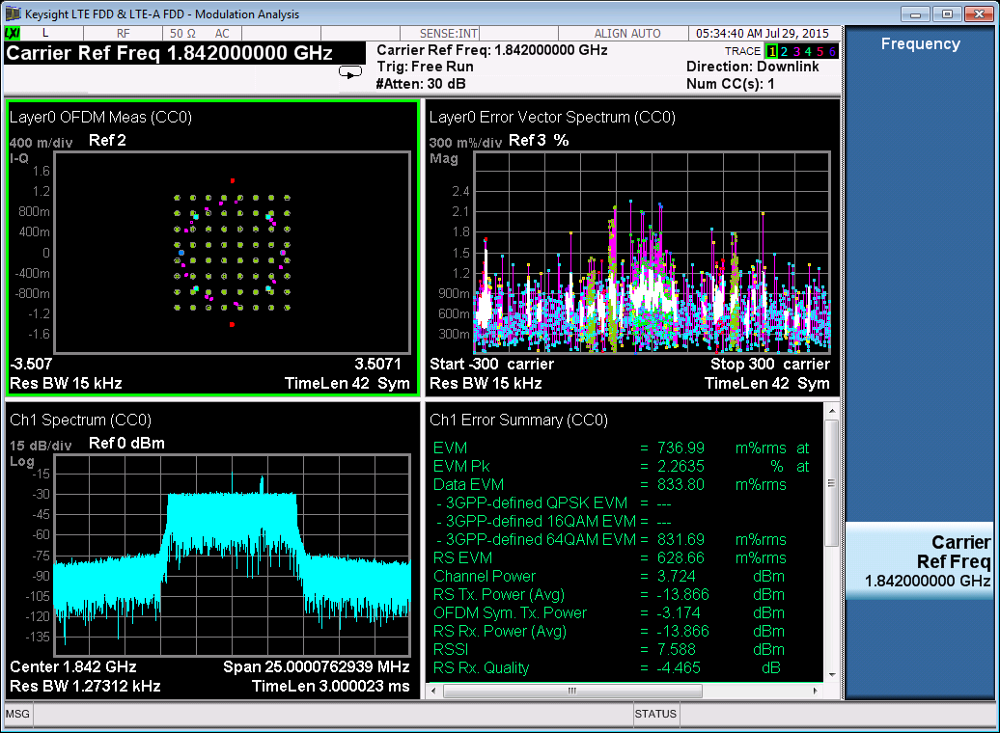 Keysight LTE FDD & LTE-A FDD - Modulation Analysis
LXI L RF 50 Ω AC SENSE:INT ALIGN AUTO 05:34:40 AM Jul 29, 2015
Carrier Ref Freq 1.842000000 GHz
Carrier Ref Freq: 1.842000000 GHz
Trig: Free Run
#Atten: 30 dB
TRACE 1 2 3 4 5 6
Direction: Downlink
Num CC(s): 1
Frequency
Layer0 OFDM Meas (CC0)
400 m/div Ref 2
I-Q
1.6
1.2
800m
400m
0
-400m
-800m
-1.2
-1.6
-3.507 3.5071
Res BW 15 kHz TimeLen 42 Sym
Layer0 Error Vector Spectrum (CC0)
300 m%/div Ref 3 %
Mag
2.4
2.1
1.8
1.5
1.2
900m
600m
300m
Start -300 carrier Stop 300 carrier
Res BW 15 kHz TimeLen 42 Sym
Ch1 Spectrum (CC0)
15 dB/div Ref 0 dBm
Log
-15
-30
-45
-60
-75
-90
-105
-120
-135
Center 1.842 GHz Span 25.0000762939 MHz
Res BW 1.27312 kHz TimeLen 3.000023 ms
Ch1 Error Summary (CC0)
EVM = 736.99 m%rms at
EVM Pk = 2.2635 % at
Data EVM = 833.80 m%rms
- 3GPP-defined QPSK EVM = ---
- 3GPP-defined 16QAM EVM = ---
- 3GPP-defined 64QAM EVM = 831.69 m%rms
RS EVM = 628.66 m%rms
Channel Power = 3.724 dBm
RS Tx. Power (Avg) = -13.866 dBm
OFDM Sym. Tx. Power = -3.174 dBm
RS Rx. Power (Avg) = -13.866 dBm
RSSI = 7.588 dBm
RS Rx. Quality = -4.465 dB
Carrier
Ref Freq
1.842000000 GHz
MSG STATUS